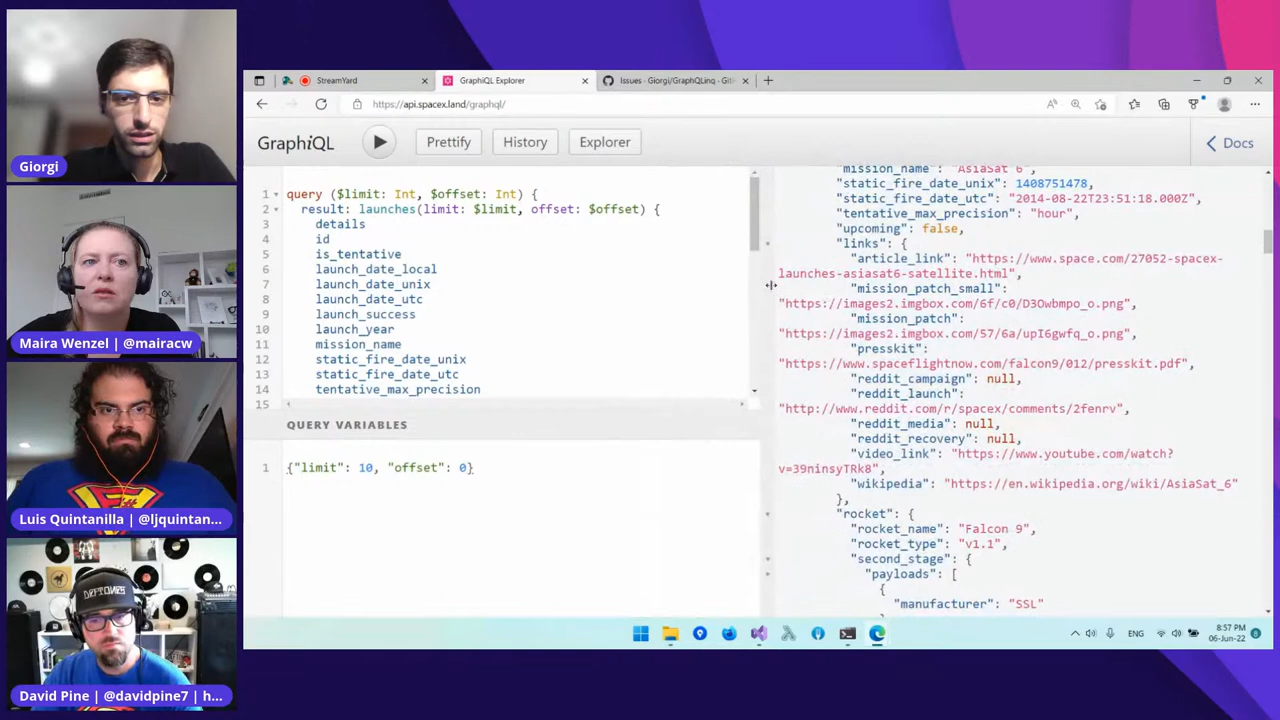 Giorgi
Maira Wenzel | @mairacw
Luis Quintanilla | @ljquintan...
DEFTONES
David Pine | @davidpine7 | h...
StreamYard
GraphiQL Explorer
Issues · Giorgi/GraphQLinq · GitH
https://api.spacex.land/graphql/
GraphiQL
Prettify
History
Explorer
Docs
1 query ($limit: Int, $offset: Int) {
2 result: launches(limit: $limit, offset: $offset) {
3 details
4 id
5 is_tentative
6 launch_date_local
7 launch_date_unix
8 launch_date_utc
9 launch_success
10 launch_year
11 mission_name
12 static_fire_date_unix
13 static_fire_date_utc
14 tentative_max_precision
15
QUERY VARIABLES
1 {"limit": 10, "offset": 0}
"mission_name": "AsiaSat 6",
"static_fire_date_unix": 1408751478,
"static_fire_date_utc": "2014-08-22T23:51:18.000Z",
"tentative_max_precision": "hour",
"upcoming": false,
"links": {
"article_link": "https://www.space.com/27052-spacex-
launches-asiasat6-satellite.html",
"mission_patch_small":
"https://images2.imgbox.com/6f/c0/D3Owbmpo_o.png",
"mission_patch":
"https://images2.imgbox.com/57/6a/upI6gwfq_o.png",
"presskit":
"https://www.spaceflightnow.com/falcon9/012/presskit.pdf",
"reddit_campaign": null,
"reddit_launch":
"http://www.reddit.com/r/spacex/comments/2fenrv",
"reddit_media": null,
"reddit_recovery": null,
"video_link": "https://www.youtube.com/watch?
v=39ninsyTRk8",
"wikipedia": "https://en.wikipedia.org/wiki/AsiaSat_6"
},
"rocket": {
"rocket_name": "Falcon 9",
"rocket_type": "v1.1",
"second_stage": {
"payloads": [
{
"manufacturer": "SSL"
ENG
8:57 PM
06-Jun-22